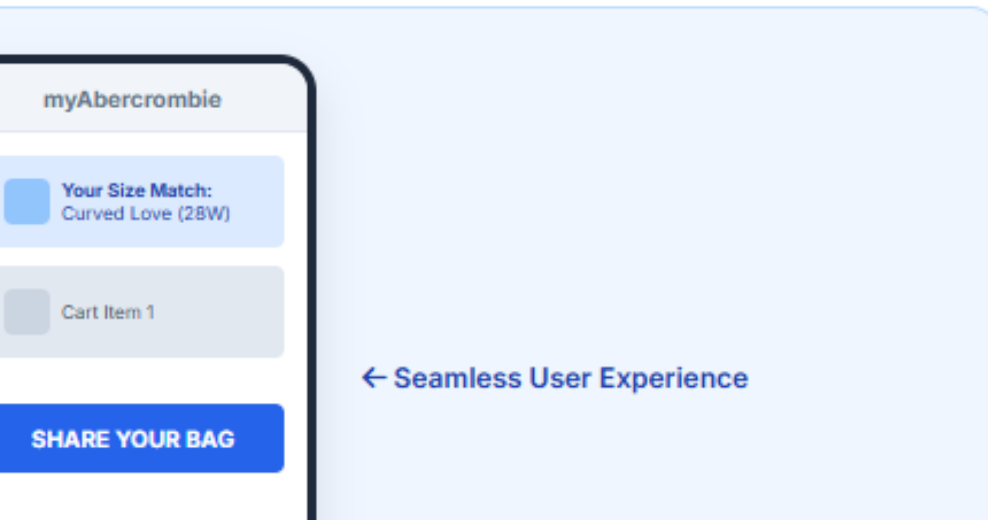 myAbercrombie
Your Size Match:
Curved Love (28W)
Cart Item 1
← Seamless User Experience
SHARE YOUR BAG